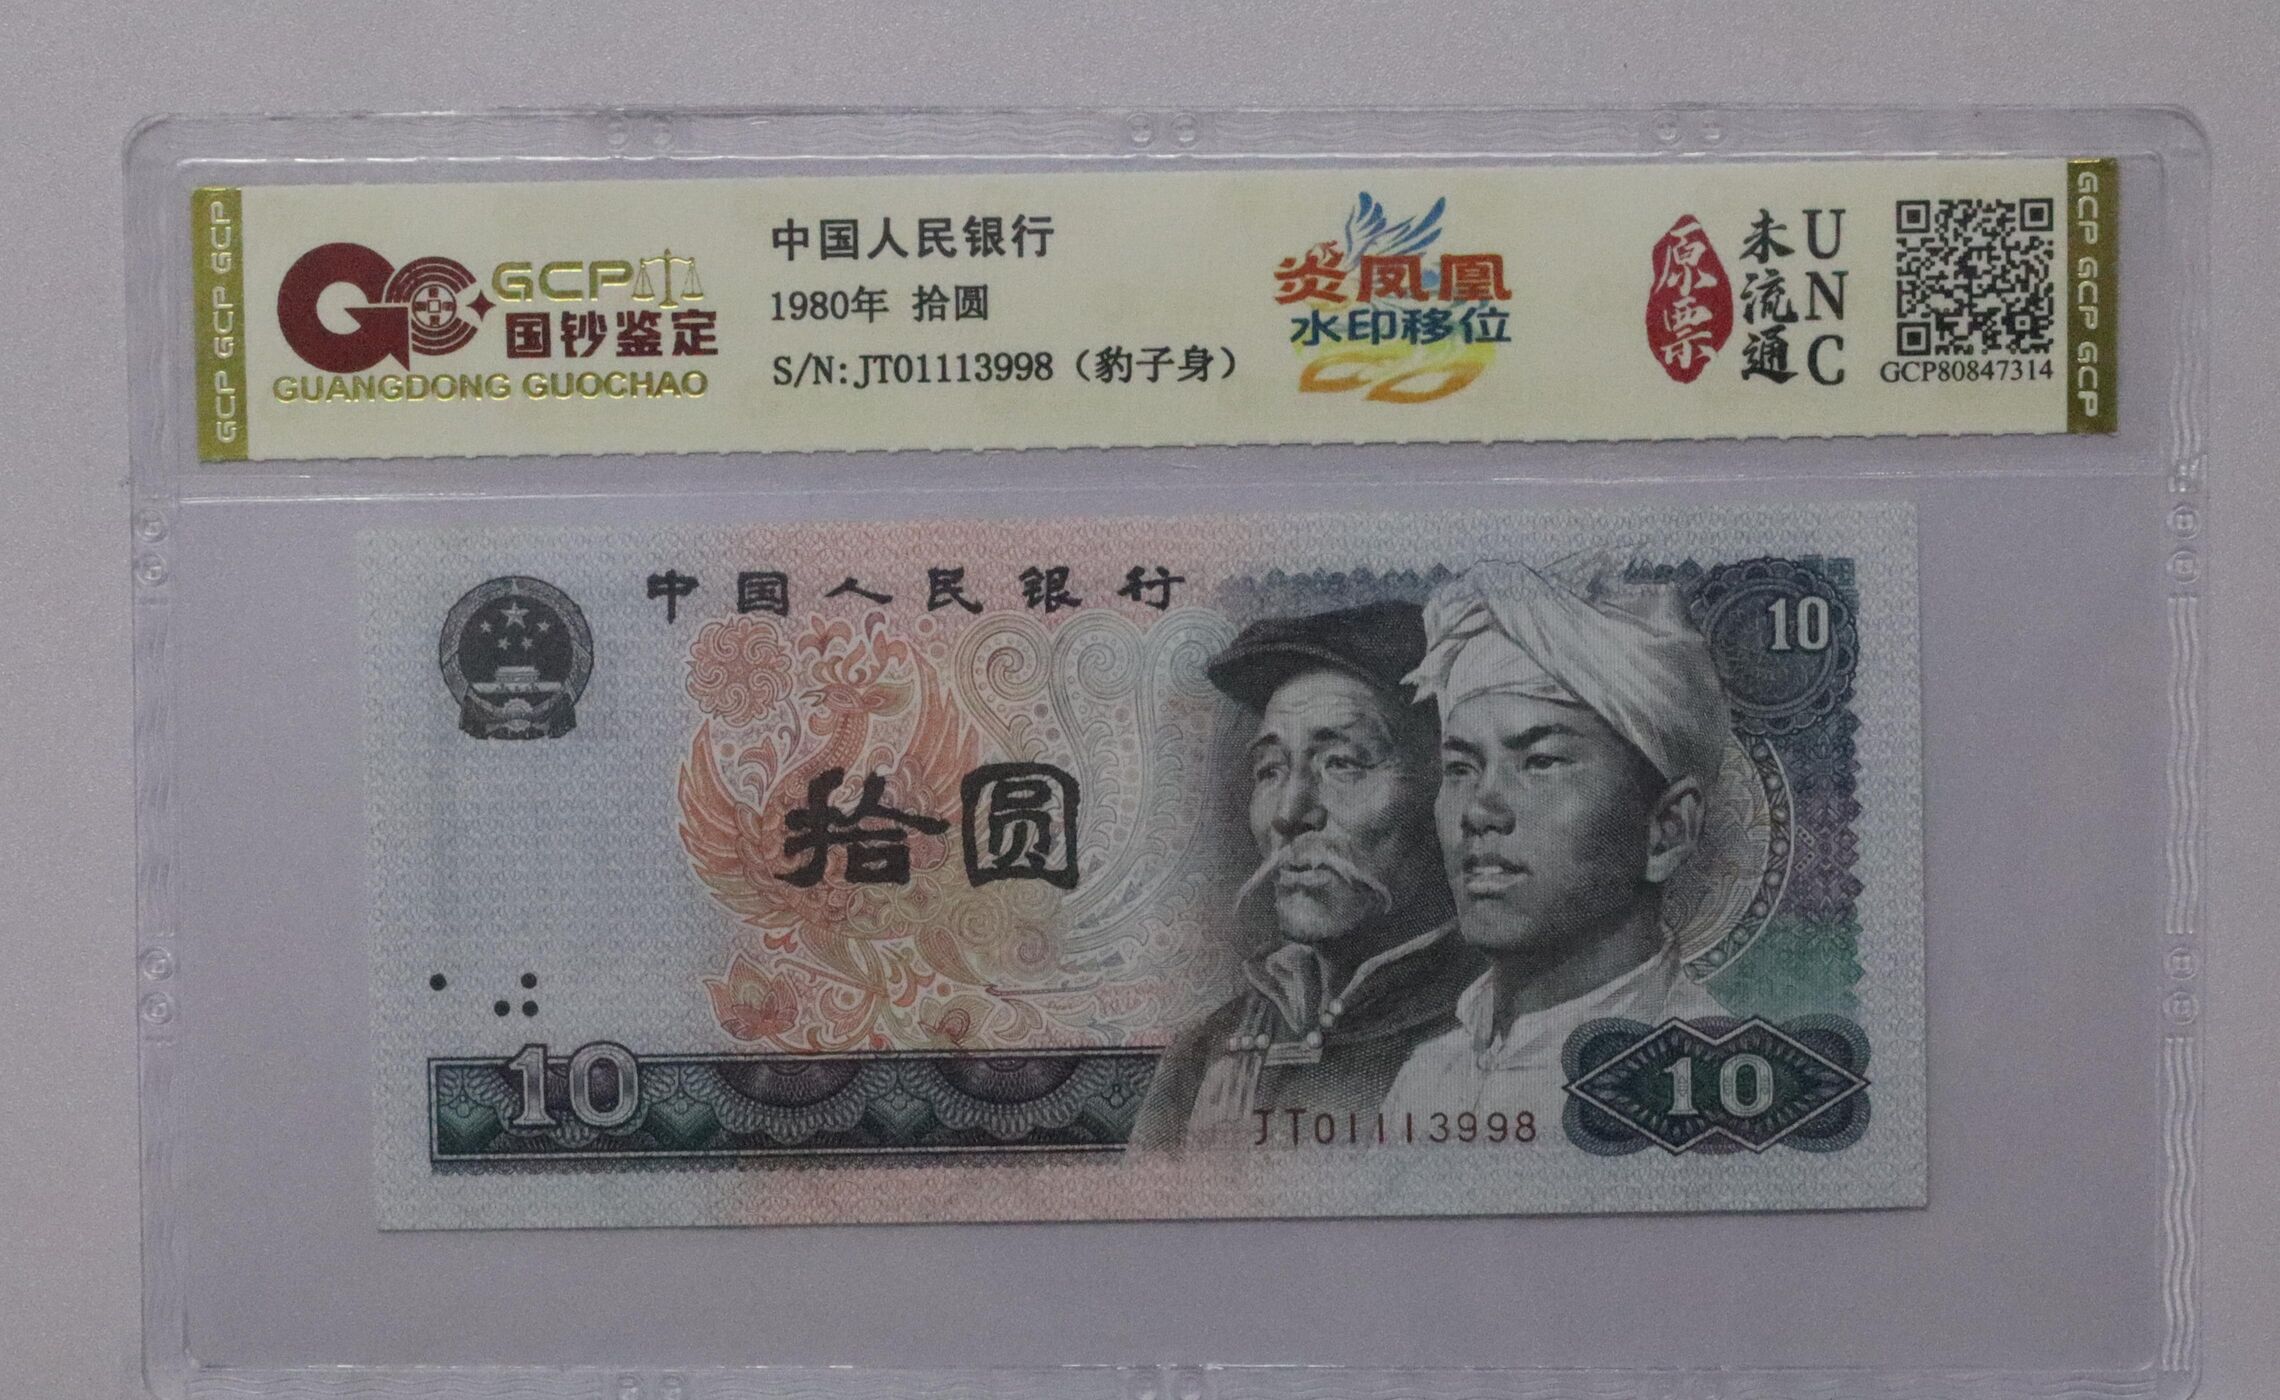 GCP GCP GCP
GCP
国钞鉴定
GUANGDONG GUOCHAO
中国人民银行
1980年 拾圆
S/N:JT01113998（豹子身）
炎凤凰
水印移位
原票
未流通
UNC
GCP80847314
GCP GCP GCP
中国人民银行
10
拾圆
10
JT01113998
10